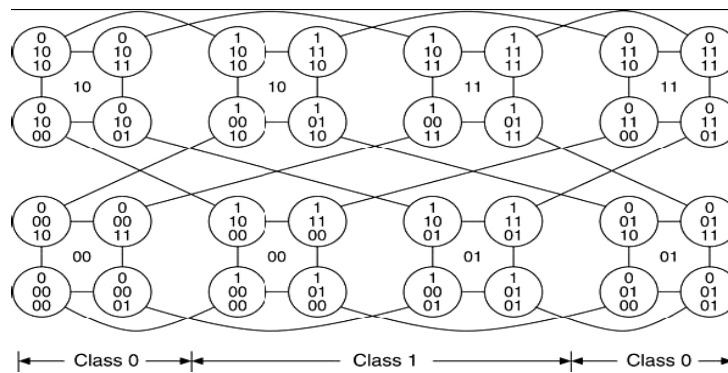 0 0 1 1 1 1 0 0
10 10 10 11 10 11 11 11
10 11 10 10 11 11 10 11
10 10 11 11
0 0 1 1 1 1 0 0
10 10 00 01 00 01 11 11
00 01 10 10 11 11 00 01
0 0 1 1 1 1 0 0
00 00 10 11 10 11 01 01
10 11 00 00 01 01 10 11
00 00 01 01
0 0 1 1 1 1 0 0
00 00 00 01 00 01 01 01
00 01 00 00 01 01 00 01
Class 0 Class 1 Class 0